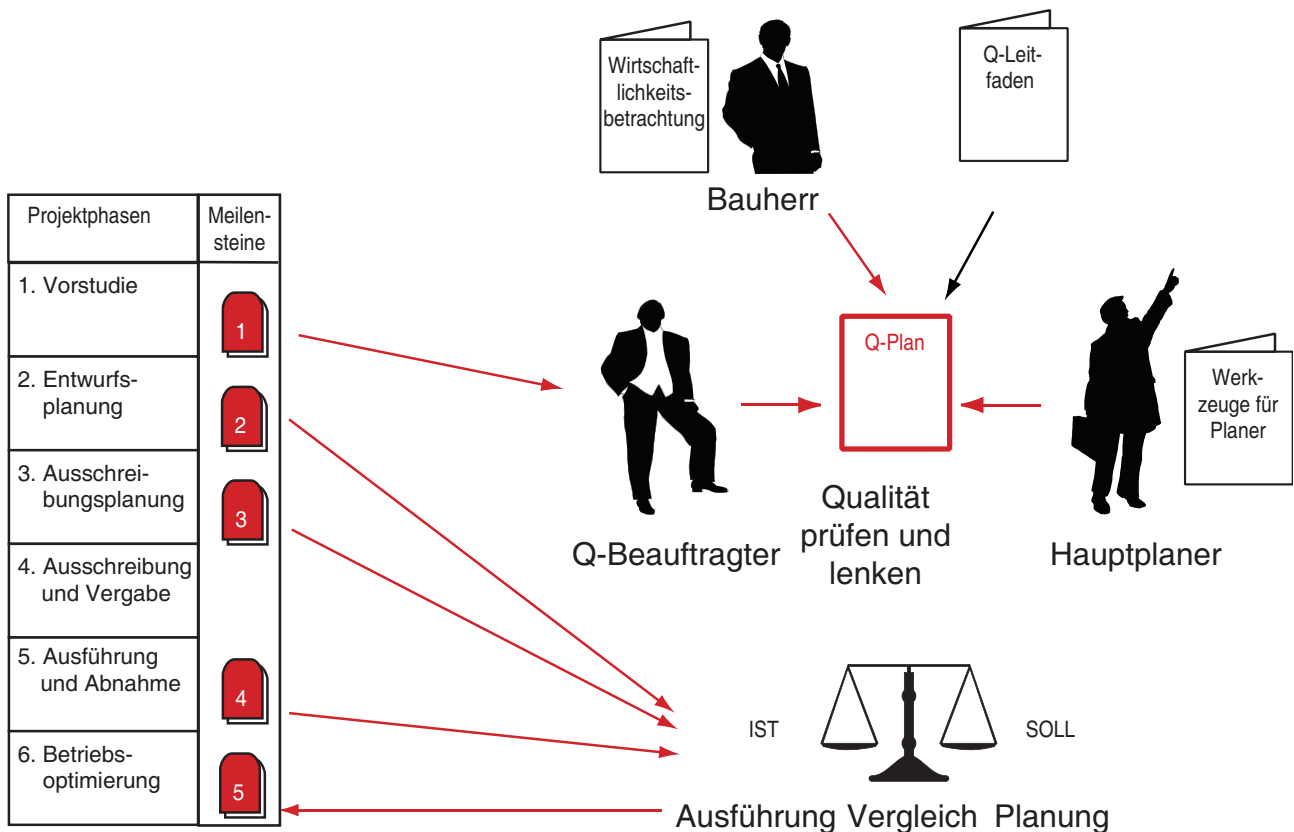 Wirtschaft-
lichkeits-
betrachtung
Bauherr
Q-Leit-
faden
Projektphasen
Meilen-
steine
1. Vorstudie
1
2. Entwurfs-
planung
2
3. Ausschrei-
bungsplanung
3
4. Ausschreibung
und Vergabe
5. Ausführung
und Abnahme
4
6. Betriebs-
optimierung
5
Q-Beauftragter
Q-Plan
Qualität
prüfen und
lenken
Werk-
zeuge für
Planer
Hauptplaner
IST
SOLL
Ausführung Vergleich Planung